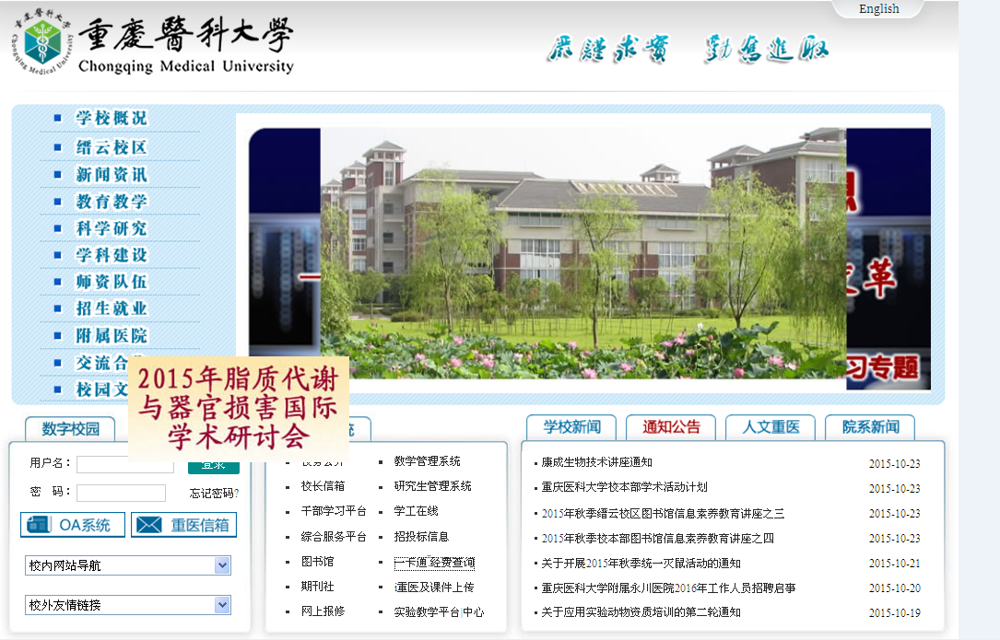 English
重慶醫科大學
Chongqing Medical University
嚴謹求實 勤奮進取
学校概况
缙云校区
新闻资讯
教育教学
科学研究
学科建设
师资队伍
招生就业
附属医院
交流合
校园文
革
习专题
2015年脂质代谢
与器官损害国际
学术研讨会
数字校园
统
学校新闻
通知公告
人文重医
院系新闻
用户名：
登录
密 码：
忘记密码?
OA系统
重医信箱
校内网站导航
校外友情链接
校务公开
教学管理系统
校长信箱
研究生管理系统
干部学习平台
学工在线
综合服务平台
招投标信息
图书馆
一卡通.经费查询
期刊社
i重医及课件上传
网上报修
实验教学平台|中心
康成生物技术讲座通知 2015-10-23
重庆医科大学校本部学术活动计划 2015-10-23
2015年秋季缙云校区图书馆信息素养教育讲座之三 2015-10-23
2015年秋季校本部图书馆信息素养教育讲座之四 2015-10-23
关于开展2015年秋季统一灭鼠活动的通知 2015-10-21
重庆医科大学附属永川医院2016年工作人员招聘启事 2015-10-20
关于应用实验动物资质培训的第二轮通知 2015-10-19